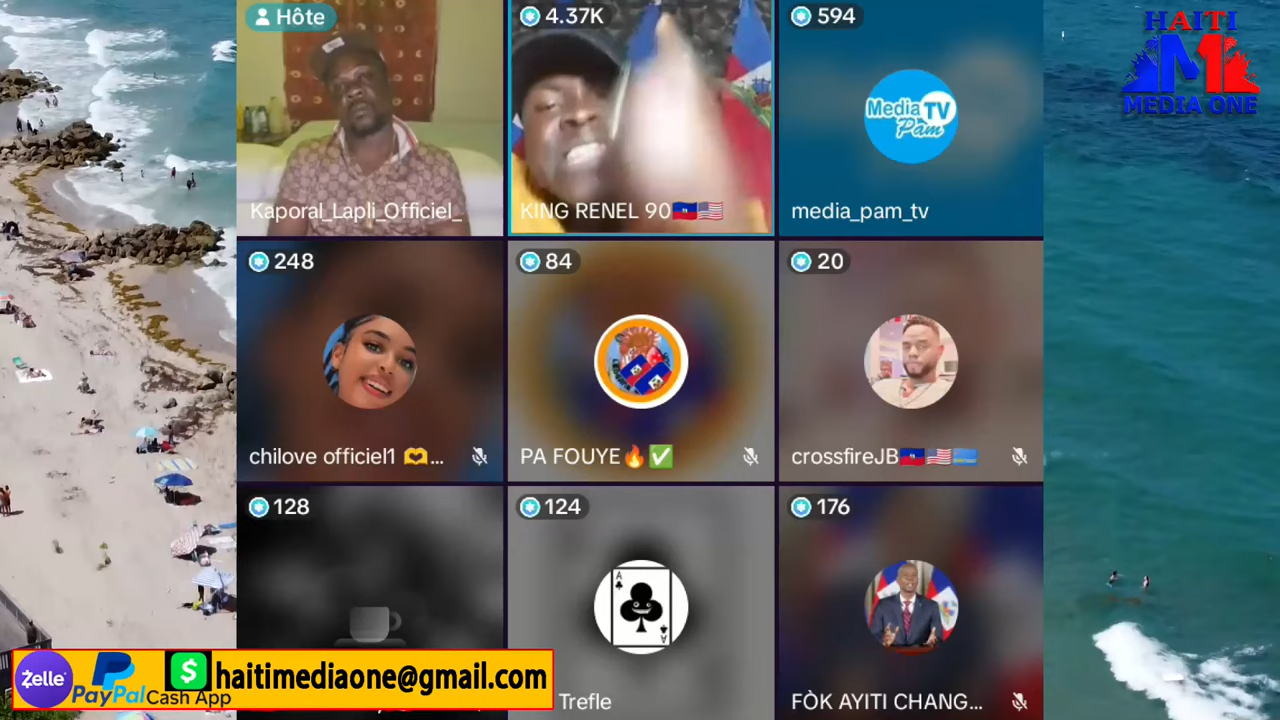 Hôte
4.37K
594
HAITI
M
MEDIA ONE
Media TV
Pam
Kaporal_Lapli_Officiel_
KING RENEL 90
media_pam_tv
248
84
20
chilove officiel1 ...
PA FOUYE
crossfireJB
128
124
176
A
A
Trefle
FÒK AYITI CHANG...
Zelle
PayPal
$
Cash App
haitimediaone@gmail.com